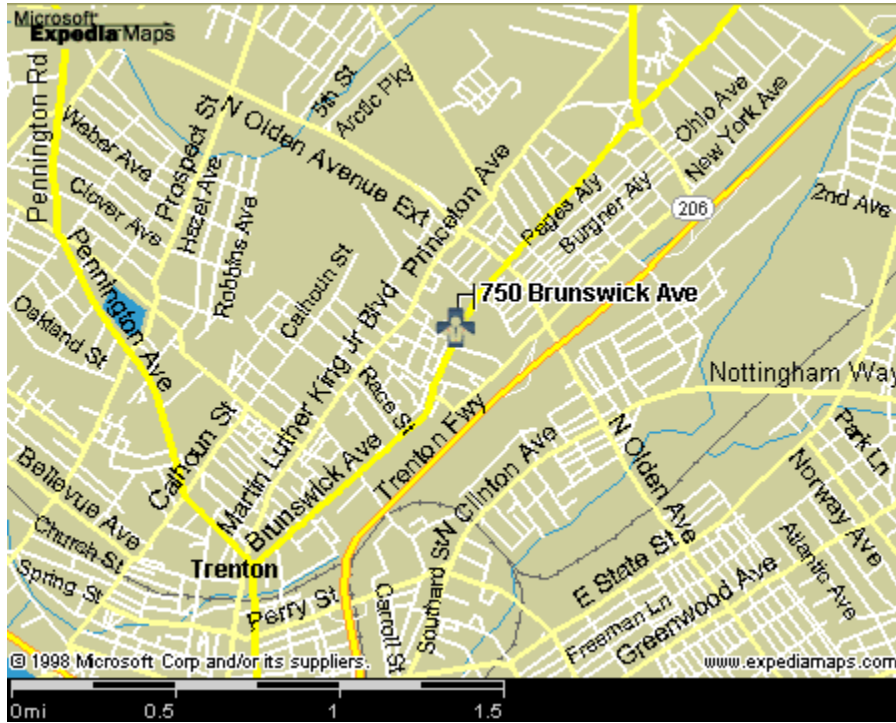 Microsoft
Expedia Maps
Pennington Rd
Weber Ave
Clover Ave
Prospect St
Hazel Ave
Robbins Ave
5th St
Arctic Pky
N Olden Avenue Ext
Princeton Ave
Pages Aly
Burgner Aly
Ohio Ave
New York Ave
206
2nd Ave
Pennington Ave
Oakland St
Calhoun St
750 Brunswick Ave
Martin Luther King Jr Blvd
Race St
Nottingham Way
Calhoun St
Bellevue Ave
Church St
Spring St
Brunswick Ave
Trenton Fwy
N Clinton Ave
N Olden Ave
Park Ln
Norway Ave
Atlantic Ave
Trenton
Perry St
Carroll St
Southard St
E State St
Freeman Ln
Greenwood Ave
© 1998 Microsoft Corp and/or its suppliers.
www.expediamaps.com
0mi 0.5 1 1.5